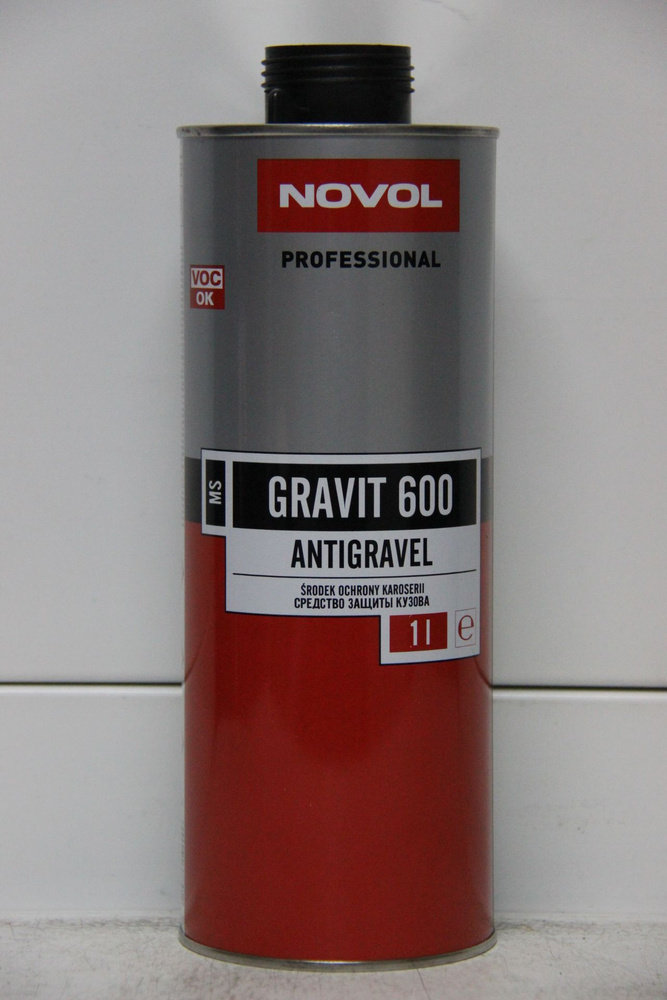 NOVOL
PROFESSIONAL
VOC
OK
MS
GRAVIT 600
ANTIGRAVEL
ŚRODEK OCHRONY KAROSERII
СРЕДСТВО ЗАЩИТЫ КУЗОВА
1 l
e